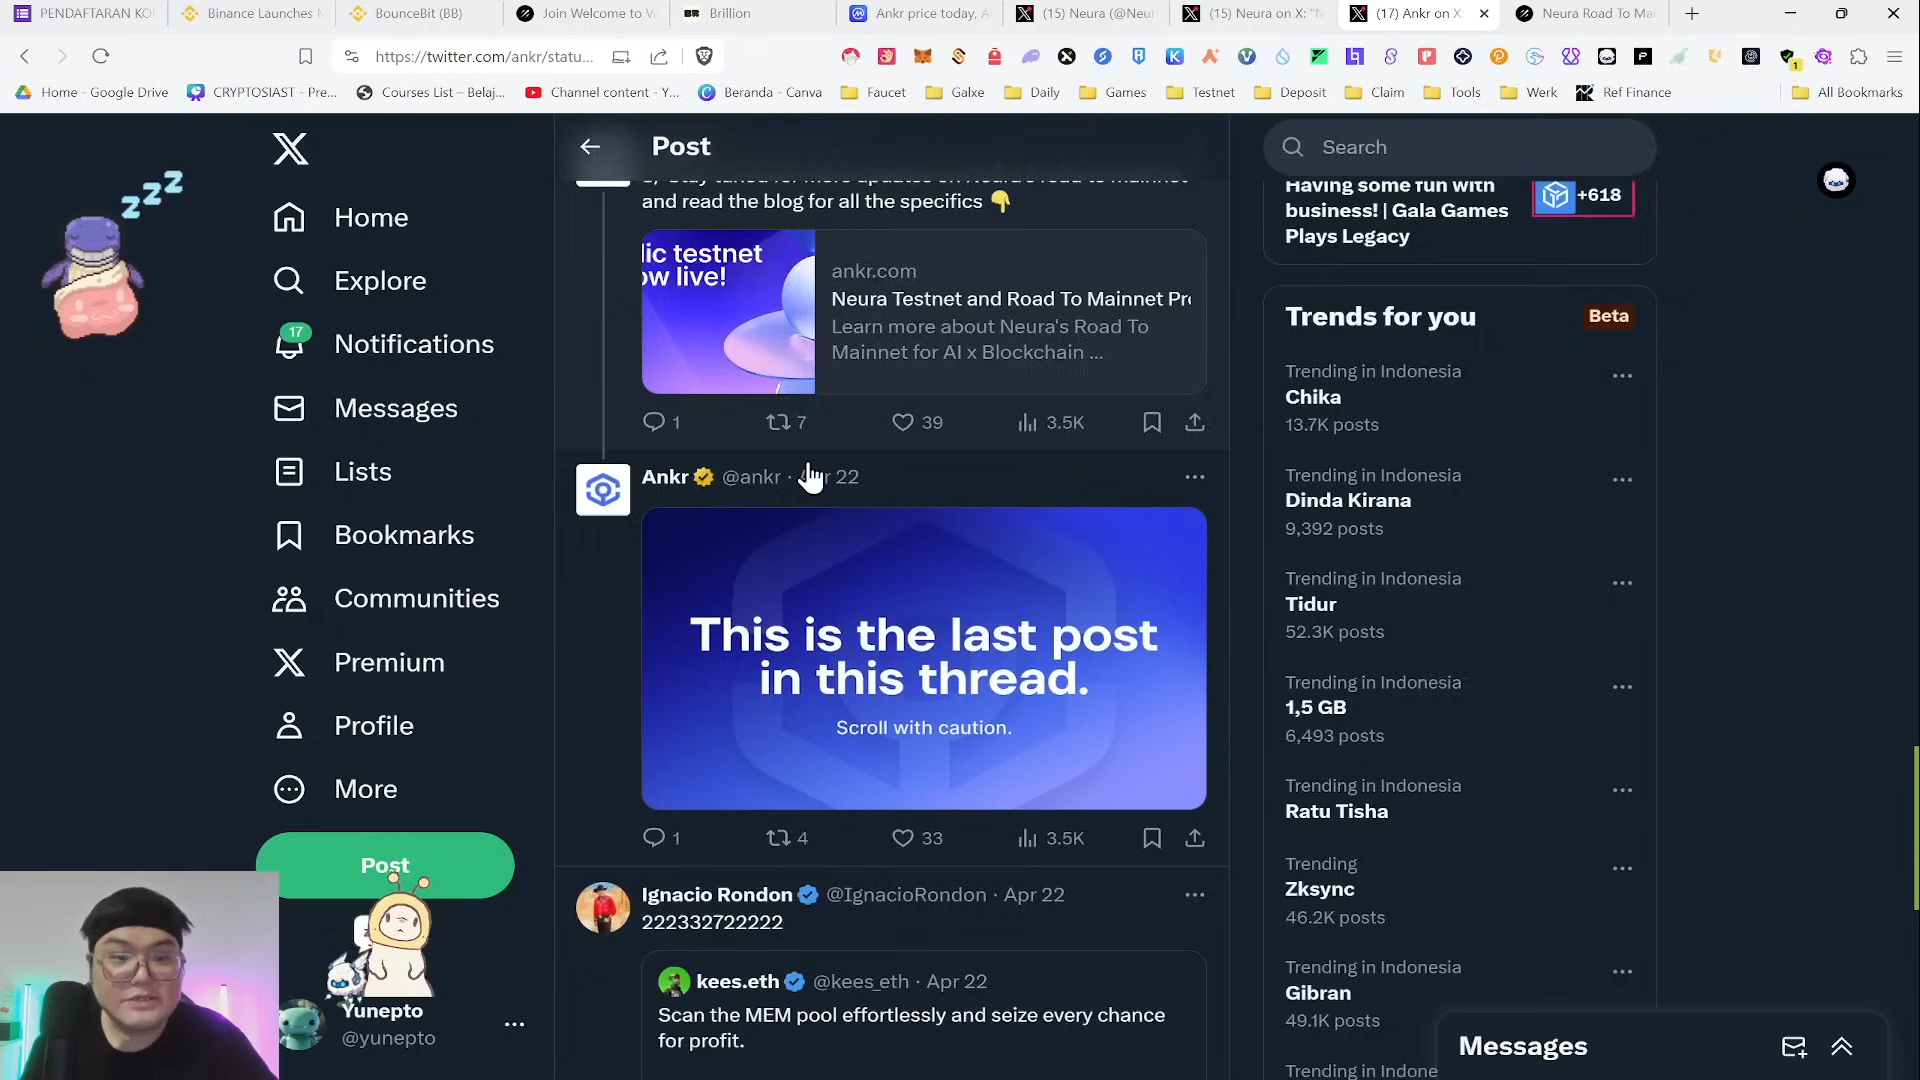 PENDAFTARAN KO
Binance Launches
BounceBit (BB)
Join Welcome to V
Brillion
Ankr price today, A
(15) Neura (@Neur
(15) Neura on X: "N
(17) Ankr on X:
Neura Road To Mai
https://twitter.com/ankr/statu...
Home - Google Drive
CRYPTOSIAST - Pre...
Courses List – Belaj...
Channel content - Y...
Beranda - Canva
Faucet
Galxe
Daily
Games
Testnet
Deposit
Claim
Tools
Werk
Ref Finance
All Bookmarks
Home
Explore
17
Notifications
Messages
Lists
Bookmarks
Communities
Premium
Profile
More
Post
Yunepto
@yunepto
Post
and read the blog for all the specifics 👇
lic testnet
ow live!
ankr.com
Neura Testnet and Road To Mainnet Pr
Learn more about Neura's Road To
Mainnet for AI x Blockchain ...
1
7
39
3.5K
Ankr @ankr · Apr 22
This is the last post
in this thread.
Scroll with caution.
1
4
33
3.5K
Ignacio Rondon @IgnacioRondon · Apr 22
222332722222
kees.eth @kees_eth · Apr 22
Scan the MEM pool effortlessly and seize every chance
for profit.
Search
Having some fun with
business! | Gala Games
Plays Legacy
+618
Trends for you
Beta
Trending in Indonesia
Chika
13.7K posts
Trending in Indonesia
Dinda Kirana
9,392 posts
Trending in Indonesia
Tidur
52.3K posts
Trending in Indonesia
1,5 GB
6,493 posts
Trending in Indonesia
Ratu Tisha
Trending
Zksync
46.2K posts
Trending in Indonesia
Gibran
49.1K posts
Trending in Indone
Messages